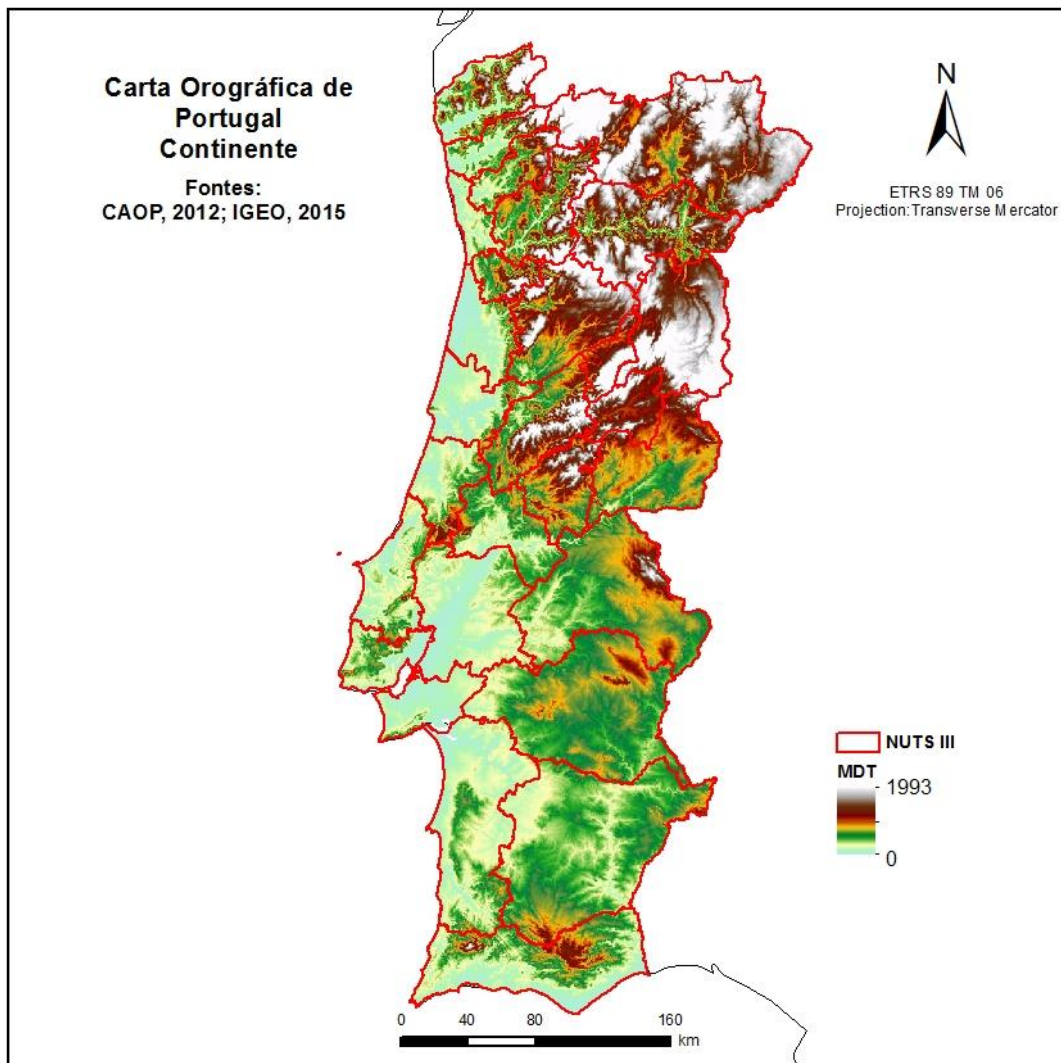 Carta Orográfica de
Portugal
Continente
Fontes:
CAOP, 2012; IGEO, 2015
N
ETRS 89 TM 06
Projection: Transverse Mercator
NUTS III
MDT
1993
0
0 40 80 160
km